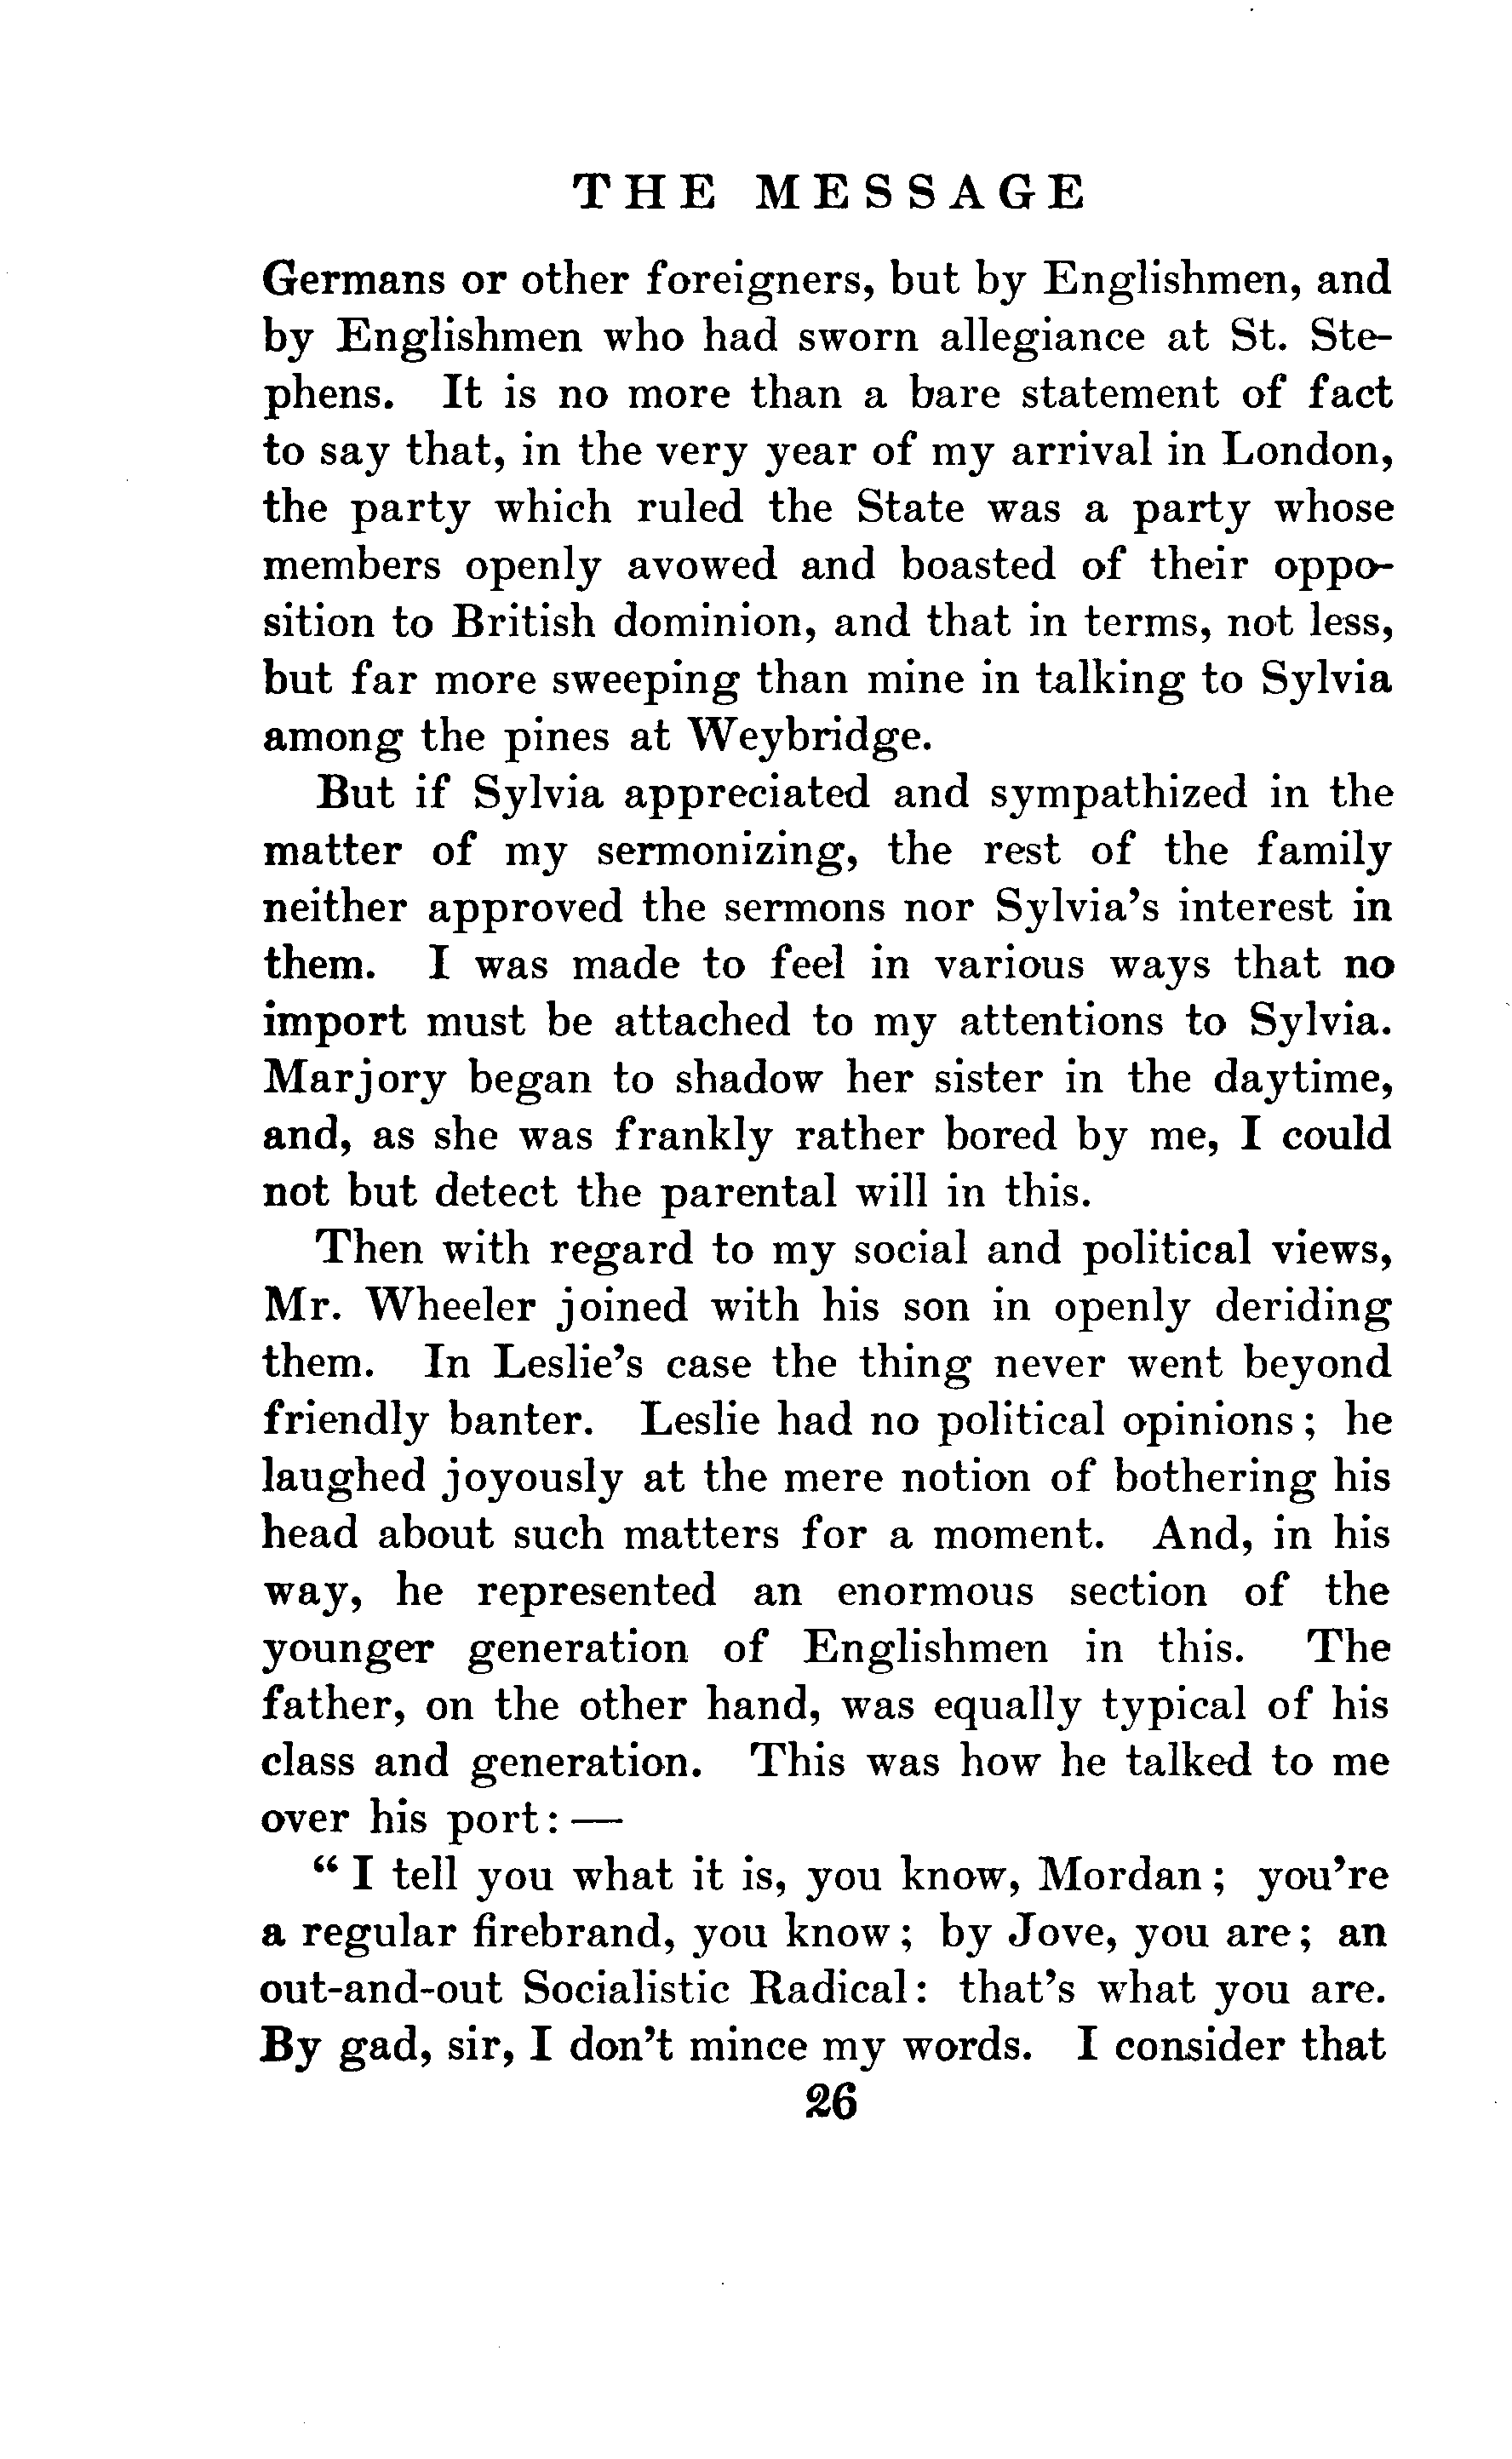 THE MESSAGE
Germans or other foreigners, but by Englishmen, and
by Englishmen who had sworn allegiance at St. Ste-
phens. It is no more than a bare statement of fact
to say that, in the very year of my arrival in London,
the party which ruled the State was a party whose
members openly avowed and boasted of their oppo-
sition to British dominion, and that in terms, not less,
but far more sweeping than mine in talking to Sylvia
among the pines at Weybridge.
But if Sylvia appreciated and sympathized in the
matter of my sermonizing, the rest of the family
neither approved the sermons nor Sylvia's interest in
them. I was made to feel in various ways that no
import must be attached to my attentions to Sylvia.
Marjory began to shadow her sister in the daytime,
and, as she was frankly rather bored by me, I could
not but detect the parental will in this.
Then with regard to my social and political views,
Mr. Wheeler joined with his son in openly deriding
them. In Leslie's case the thing never went beyond
friendly banter. Leslie had no political opinions; he
laughed joyously at the mere notion of bothering his
head about such matters for a moment. And, in his
way, he represented an enormous section of the
younger generation of Englishmen in this. The
father, on the other hand, was equally typical of his
class and generation. This was how he talked to me
over his port: —
"I tell you what it is, you know, Mordan; you're
a regular firebrand, you know; by Jove, you are; an
out-and-out Socialistic Radical: that's what you are.
By gad, sir, I don't mince my words. I consider that
26